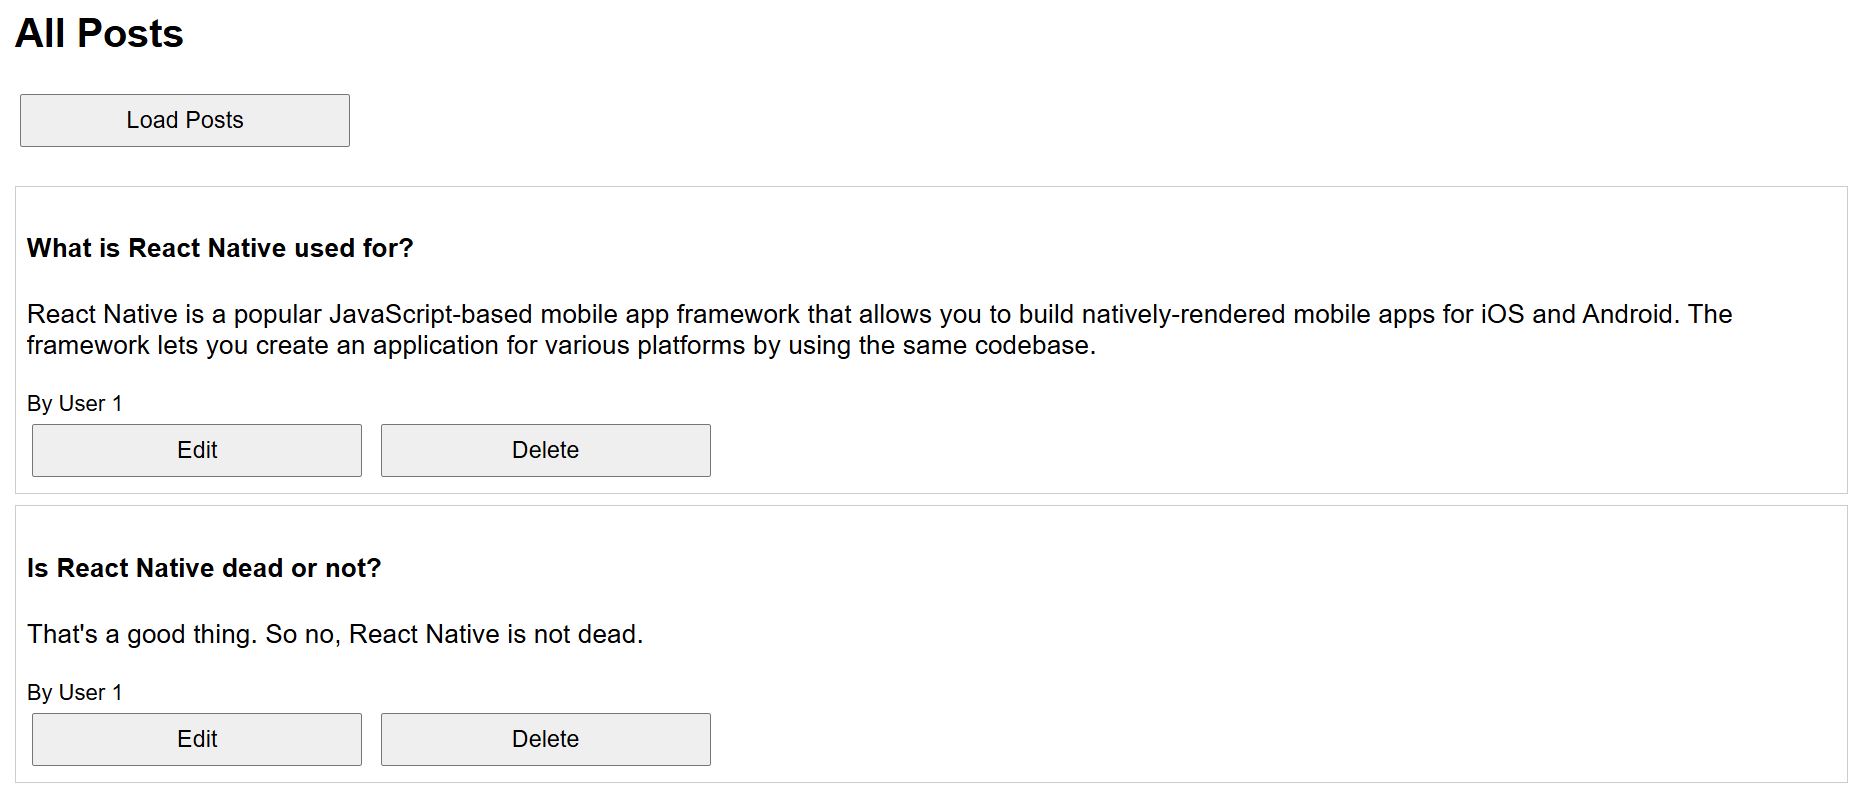 All Posts
Load Posts
What is React Native used for?
React Native is a popular JavaScript-based mobile app framework that allows you to build natively-rendered mobile apps for iOS and Android. The
framework lets you create an application for various platforms by using the same codebase.
By User 1
Edit Delete
Is React Native dead or not?
That's a good thing. So no, React Native is not dead.
By User 1
Edit Delete